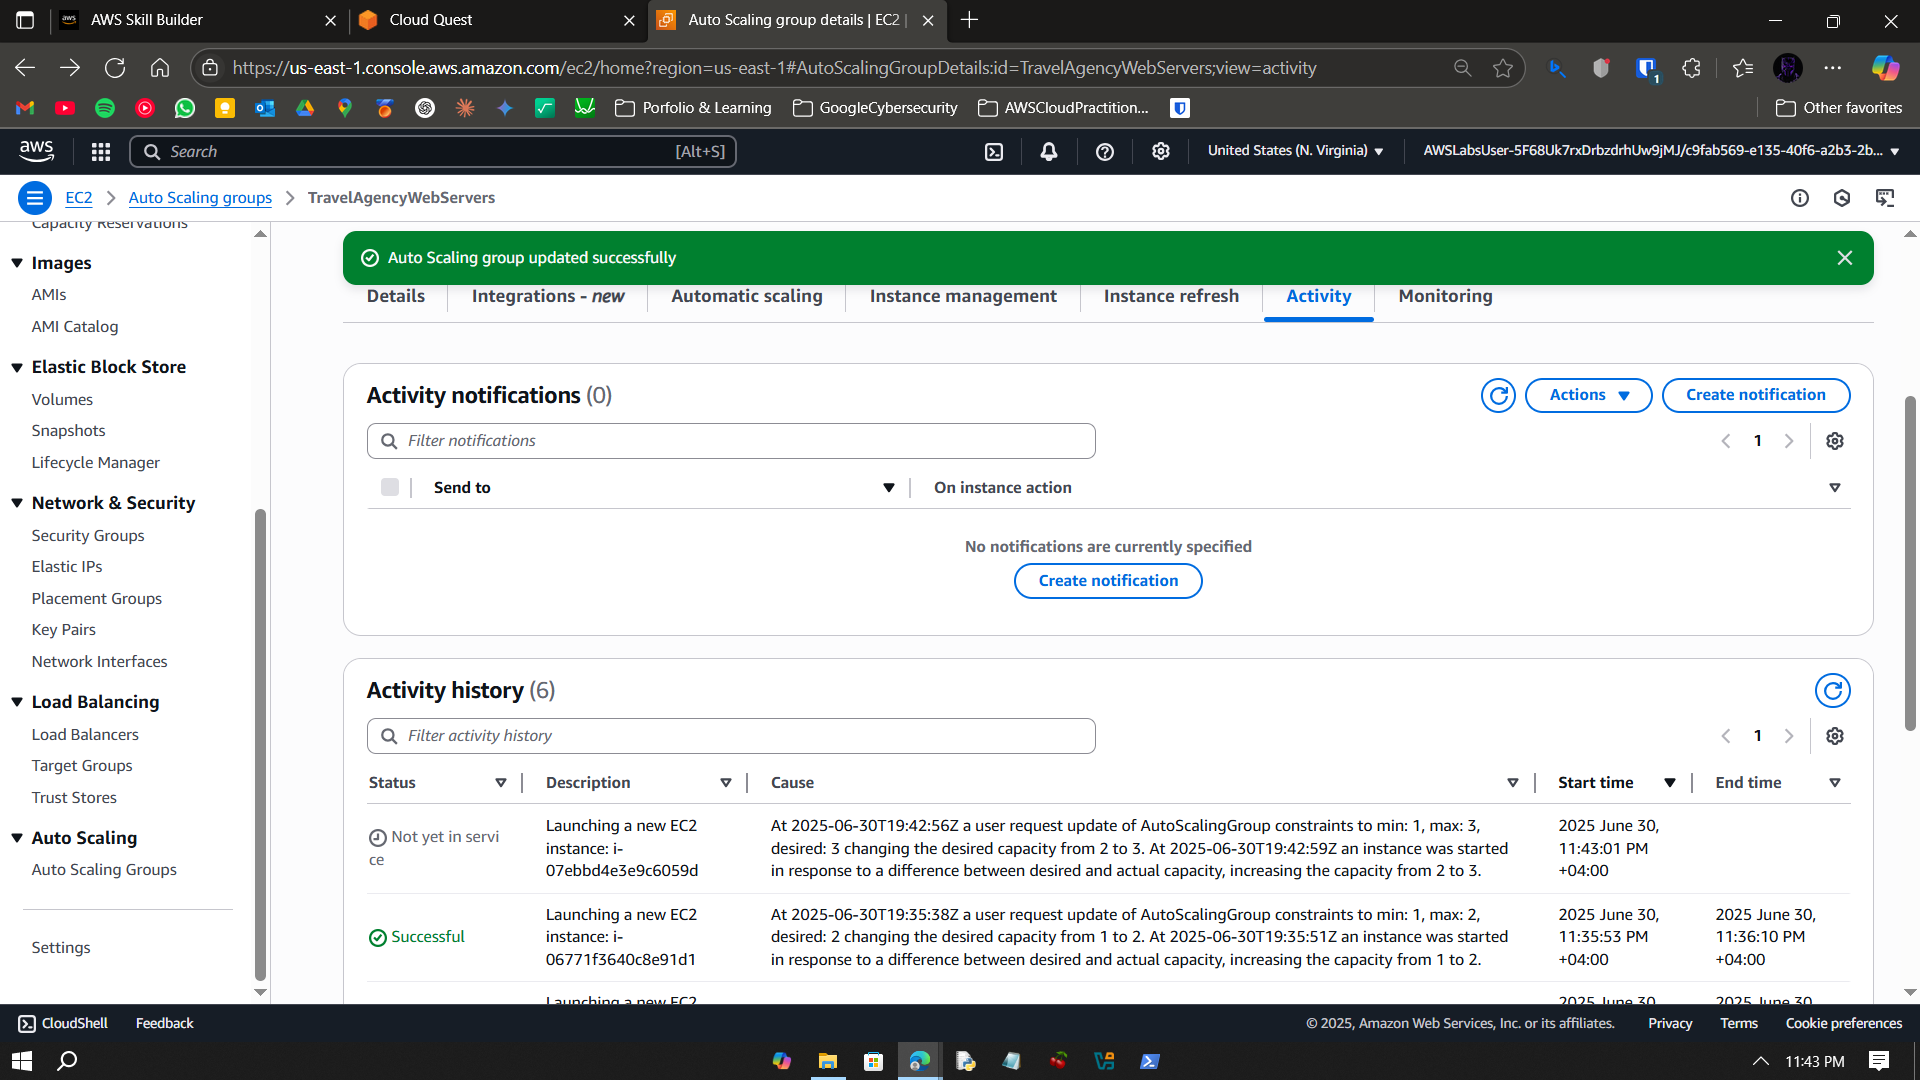 AWS Skill Builder
Cloud Quest
Auto Scaling group details | EC2 |
https://us-east-1.console.aws.amazon.com/ec2/home?region=us-east-1#AutoScalingGroupDetails:id=TravelAgencyWebServers;view=activity
1
Porfolio & Learning
GoogleCybersecurity
AWSCloudPractition...
Other favorites
aws
Search
[Alt+S]
United States (N. Virginia)
AWSLabsUser-5F68Uk7rxDrbzdrhUw9jMJ/c9fab569-e135-40f6-a2b3-2b...
EC2
Auto Scaling groups
TravelAgencyWebServers
Capacity Reservations
Images
AMIs
AMI Catalog
Elastic Block Store
Volumes
Snapshots
Lifecycle Manager
Network & Security
Security Groups
Elastic IPs
Placement Groups
Key Pairs
Network Interfaces
Load Balancing
Load Balancers
Target Groups
Trust Stores
Auto Scaling
Auto Scaling Groups
Settings
Auto Scaling group updated successfully
Details
Integrations - new
Automatic scaling
Instance management
Instance refresh
Activity
Monitoring
Activity notifications (0)
Actions
Create notification
Filter notifications
1
Send to
On instance action
No notifications are currently specified
Create notification
Activity history (6)
Filter activity history
1
Status
Description
Cause
Start time
End time
Not yet in servi
ce
Launching a new EC2
instance: i-
07ebbd4e3e9c6059d
At 2025-06-30T19:42:56Z a user request update of AutoScalingGroup constraints to min: 1, max: 3,
desired: 3 changing the desired capacity from 2 to 3. At 2025-06-30T19:42:59Z an instance was started
in response to a difference between desired and actual capacity, increasing the capacity from 2 to 3.
2025 June 30,
11:43:01 PM
+04:00
Successful
Launching a new EC2
instance: i-
06771f3640c8e91d1
At 2025-06-30T19:35:38Z a user request update of AutoScalingGroup constraints to min: 1, max: 2,
desired: 2 changing the desired capacity from 1 to 2. At 2025-06-30T19:35:51Z an instance was started
in response to a difference between desired and actual capacity, increasing the capacity from 1 to 2.
2025 June 30,
11:35:53 PM
+04:00
2025 June 30,
11:36:10 PM
+04:00
Launching a new EC2
2025 June 30,
2025 June 30,
CloudShell
Feedback
© 2025, Amazon Web Services, Inc. or its affiliates.
Privacy
Terms
Cookie preferences
11:43 PM